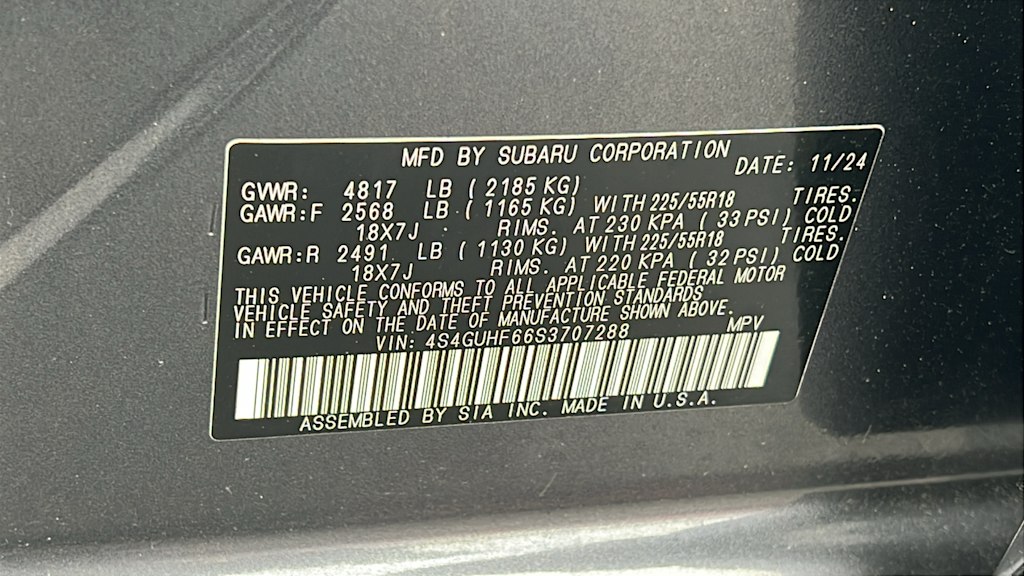 MFD BY SUBARU CORPORATION DATE: 11/24
GVWR: 4817 LB ( 2185 KG)
GAWR:F 2568 LB ( 1165 KG) WITH 225/55R18 TIRES.
18X7J RIMS. AT 230 KPA ( 33 PSI) COLD
GAWR:R 2491 LB ( 1130 KG) WITH 225/55R18 TIRES.
18X7J RIMS. AT 220 KPA ( 32 PSI) COLD
THIS VEHICLE CONFORMS TO ALL APPLICABLE FEDERAL MOTOR
VEHICLE SAFETY AND THEFT PREVENTION STANDARDS
IN EFFECT ON THE DATE OF MANUFACTURE SHOWN ABOVE.
VIN: 4S4GUHF66S3707288 MPV
ASSEMBLED BY SIA INC. MADE IN U.S.A.